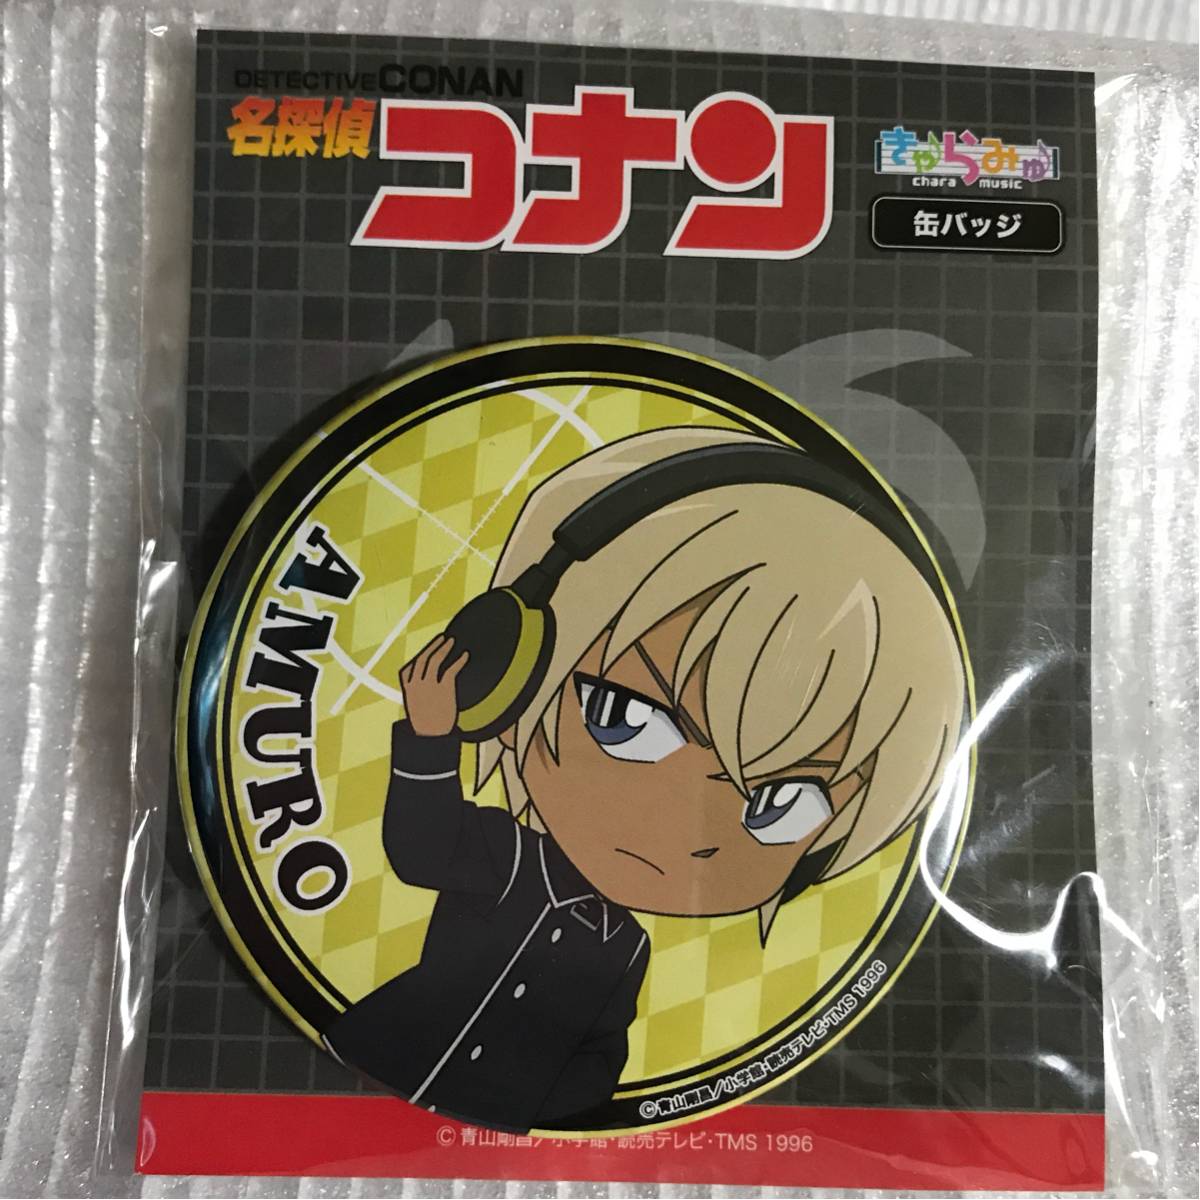 DETECTIVE CONAN
名探偵
コナン
きゃらみゅ
chara music
缶バッジ
AMURO
©青山剛昌/小学館・読売テレビ・TMS 1996
© 青山剛昌/小学館・読売テレビ・TMS 1996